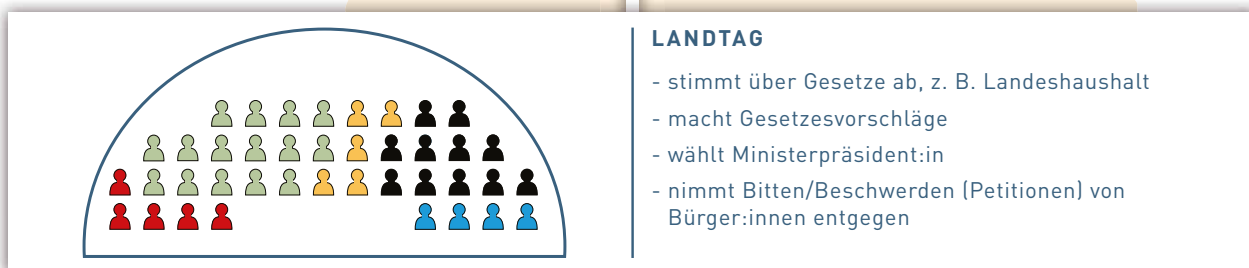 LANDTAG
- stimmt über Gesetze ab, z. B. Landeshaushalt
- macht Gesetzesvorschläge
- wählt Ministerpräsident:in
- nimmt Bitten/Beschwerden (Petitionen) von
Bürger:innen entgegen